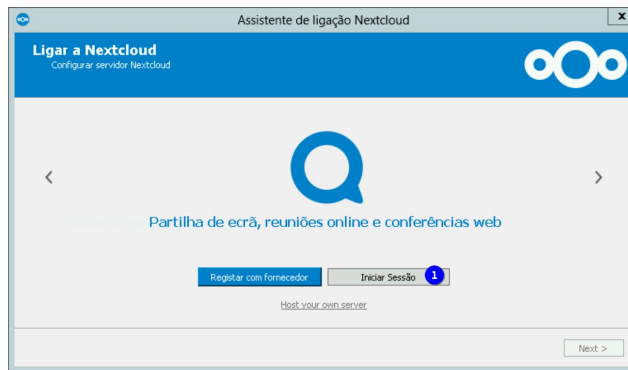 Assistente de ligação Nextcloud
x
Ligar a Nextcloud
Configurar servidor Nextcloud
Partilha de ecrã, reuniões online e conferências web
Registar com fornecedor
Iniciar Sessão
1
Host your own server
Next >